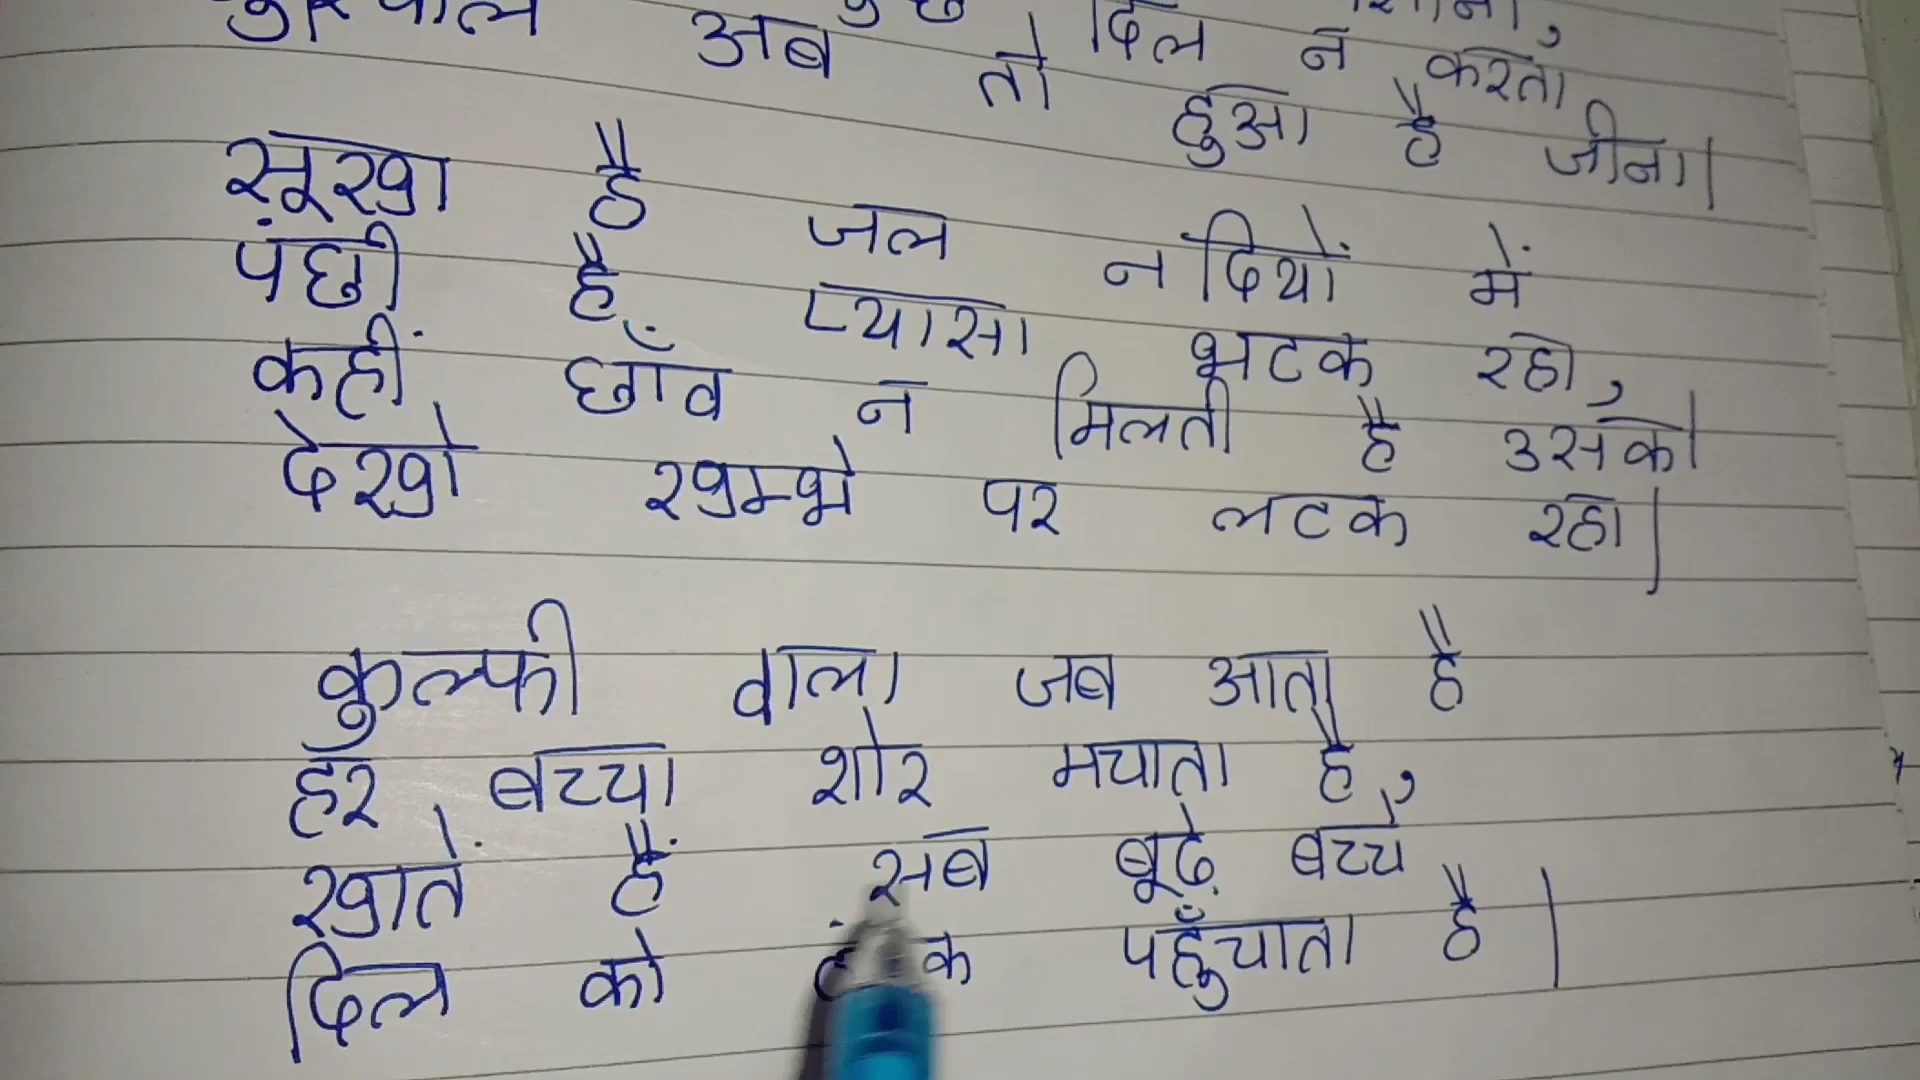 कुछ दिल न करता
अब तो हुआ है जीना।
सूखा है जल नदियों में
पंछी है प्यासा भटक रहा,
कहीं छाँव न मिलती है उसको
देखो खम्भे पर लटक रहा।
कुल्फी वाला जब आता है
हर बच्चा शोर मचाता है,
खाते हैं सब बूढ़े बच्चे
दिल को पहुँचाता है।